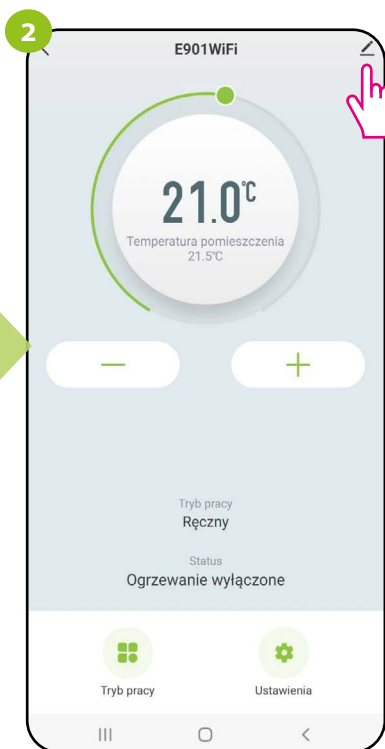 2
E901WiFi
21.0°C
Temperatura pomieszczenia
21.5°C
Tryb pracy
Ręczny
Status
Ogrzewanie wyłączone
Tryb pracy
Ustawienia